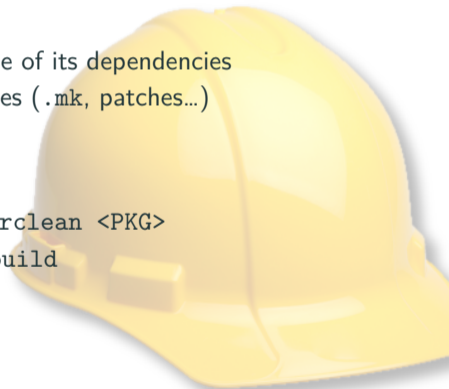 e of its dependencies
es (.mk, patches…)
rclean <PKG>
uild